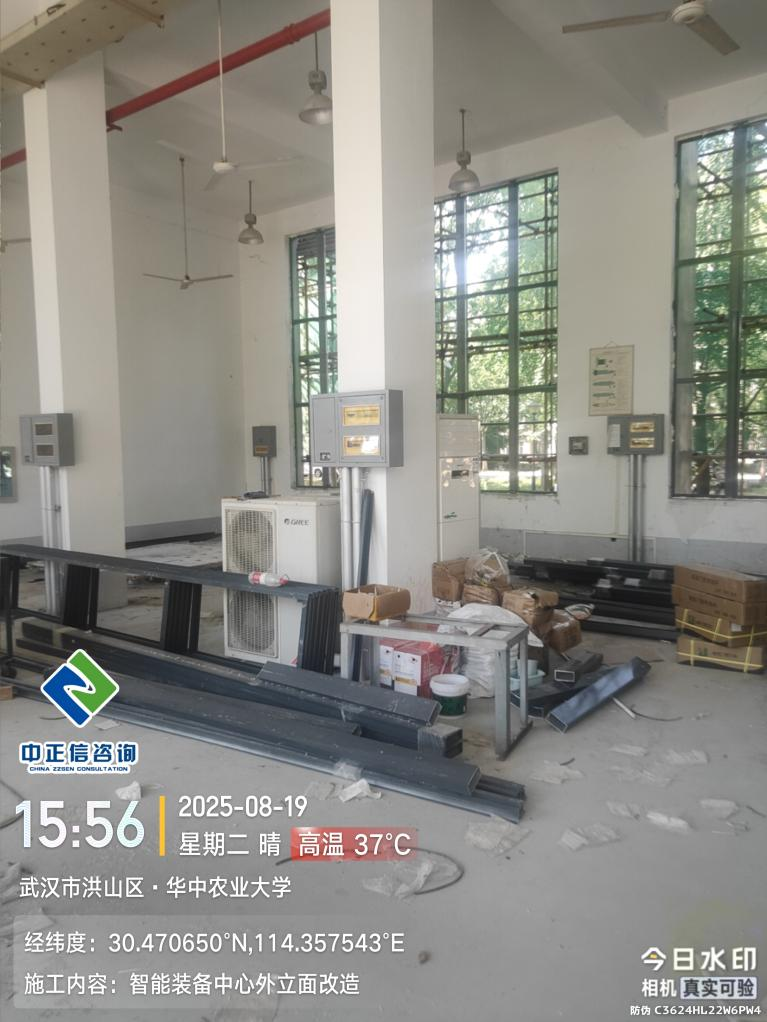 GREE
中正信咨询
CHINA ZZSEN CONSULTATION
15:56
2025-08-19
星期二 晴 高温 37°C
武汉市洪山区·华中农业大学
经纬度：30.470650°N,114.357543°E
施工内容：智能装备中心外立面改造
今日水印
相机 真实可验
防伪 C3624HL22W6PW4